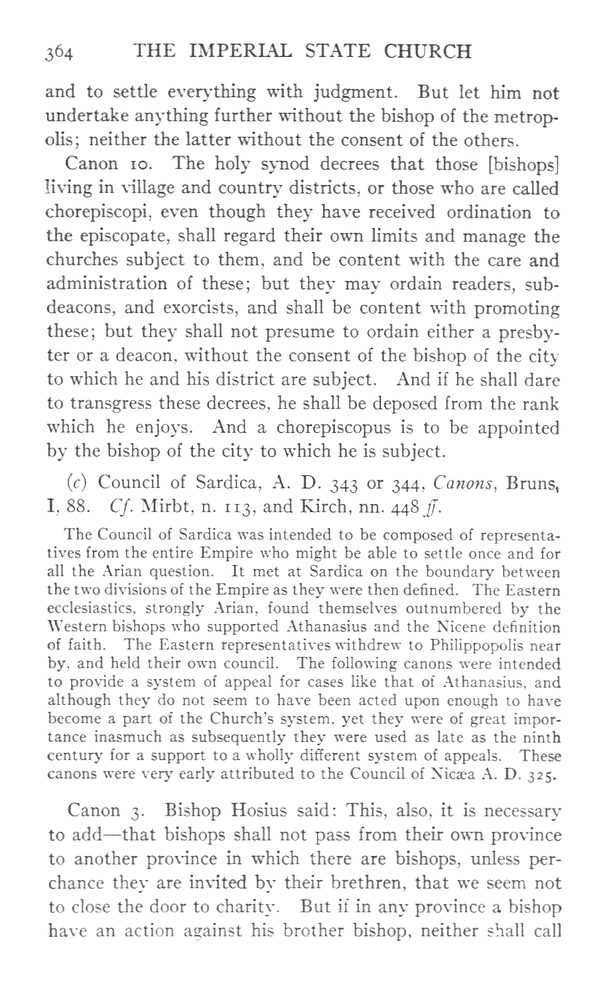 364 THE IMPERIAL STATE CHURCH
and to settle everything with judgment. But let him not
undertake anything further without the bishop of the metrop-
olis; neither the latter without the consent of the others.
Canon 10. The holy synod decrees that those [bishops]
living in village and country districts, or those who are called
chorepiscopi, even though they have received ordination to
the episcopate, shall regard their own limits and manage the
churches subject to them, and be content with the care and
administration of these; but they may ordain readers, sub-
deacons, and exorcists, and shall be content with promoting
these; but they shall not presume to ordain either a presby-
ter or a deacon, without the consent of the bishop of the city
to which he and his district are subject. And if he shall dare
to transgress these decrees, he shall be deposed from the rank
which he enjoys. And a chorepiscopus is to be appointed
by the bishop of the city to which he is subject.
(c) Council of Sardica, A. D. 343 or 344, Canons, Bruns,
I, 88. Cf. Mirbt, n. 113, and Kirch, nn. 448 ff.
The Council of Sardica was intended to be composed of representa-
tives from the entire Empire who might be able to settle once and for
all the Arian question. It met at Sardica on the boundary between
the two divisions of the Empire as they were then defined. The Eastern
ecclesiastics, strongly Arian, found themselves outnumbered by the
Western bishops who supported Athanasius and the Nicene definition
of faith. The Eastern representatives withdrew to Philippopolis near
by, and held their own council. The following canons were intended
to provide a system of appeal for cases like that of Athanasius, and
although they do not seem to have been acted upon enough to have
become a part of the Church's system, yet they were of great impor-
tance inasmuch as subsequently they were used as late as the ninth
century for a support to a wholly different system of appeals. These
canons were very early attributed to the Council of Nicæa A. D. 325.
Canon 3. Bishop Hosius said: This, also, it is necessary
to add—that bishops shall not pass from their own province
to another province in which there are bishops, unless per-
chance they are invited by their brethren, that we seem not
to close the door to charity. But if in any province a bishop
have an action against his brother bishop, neither shall call